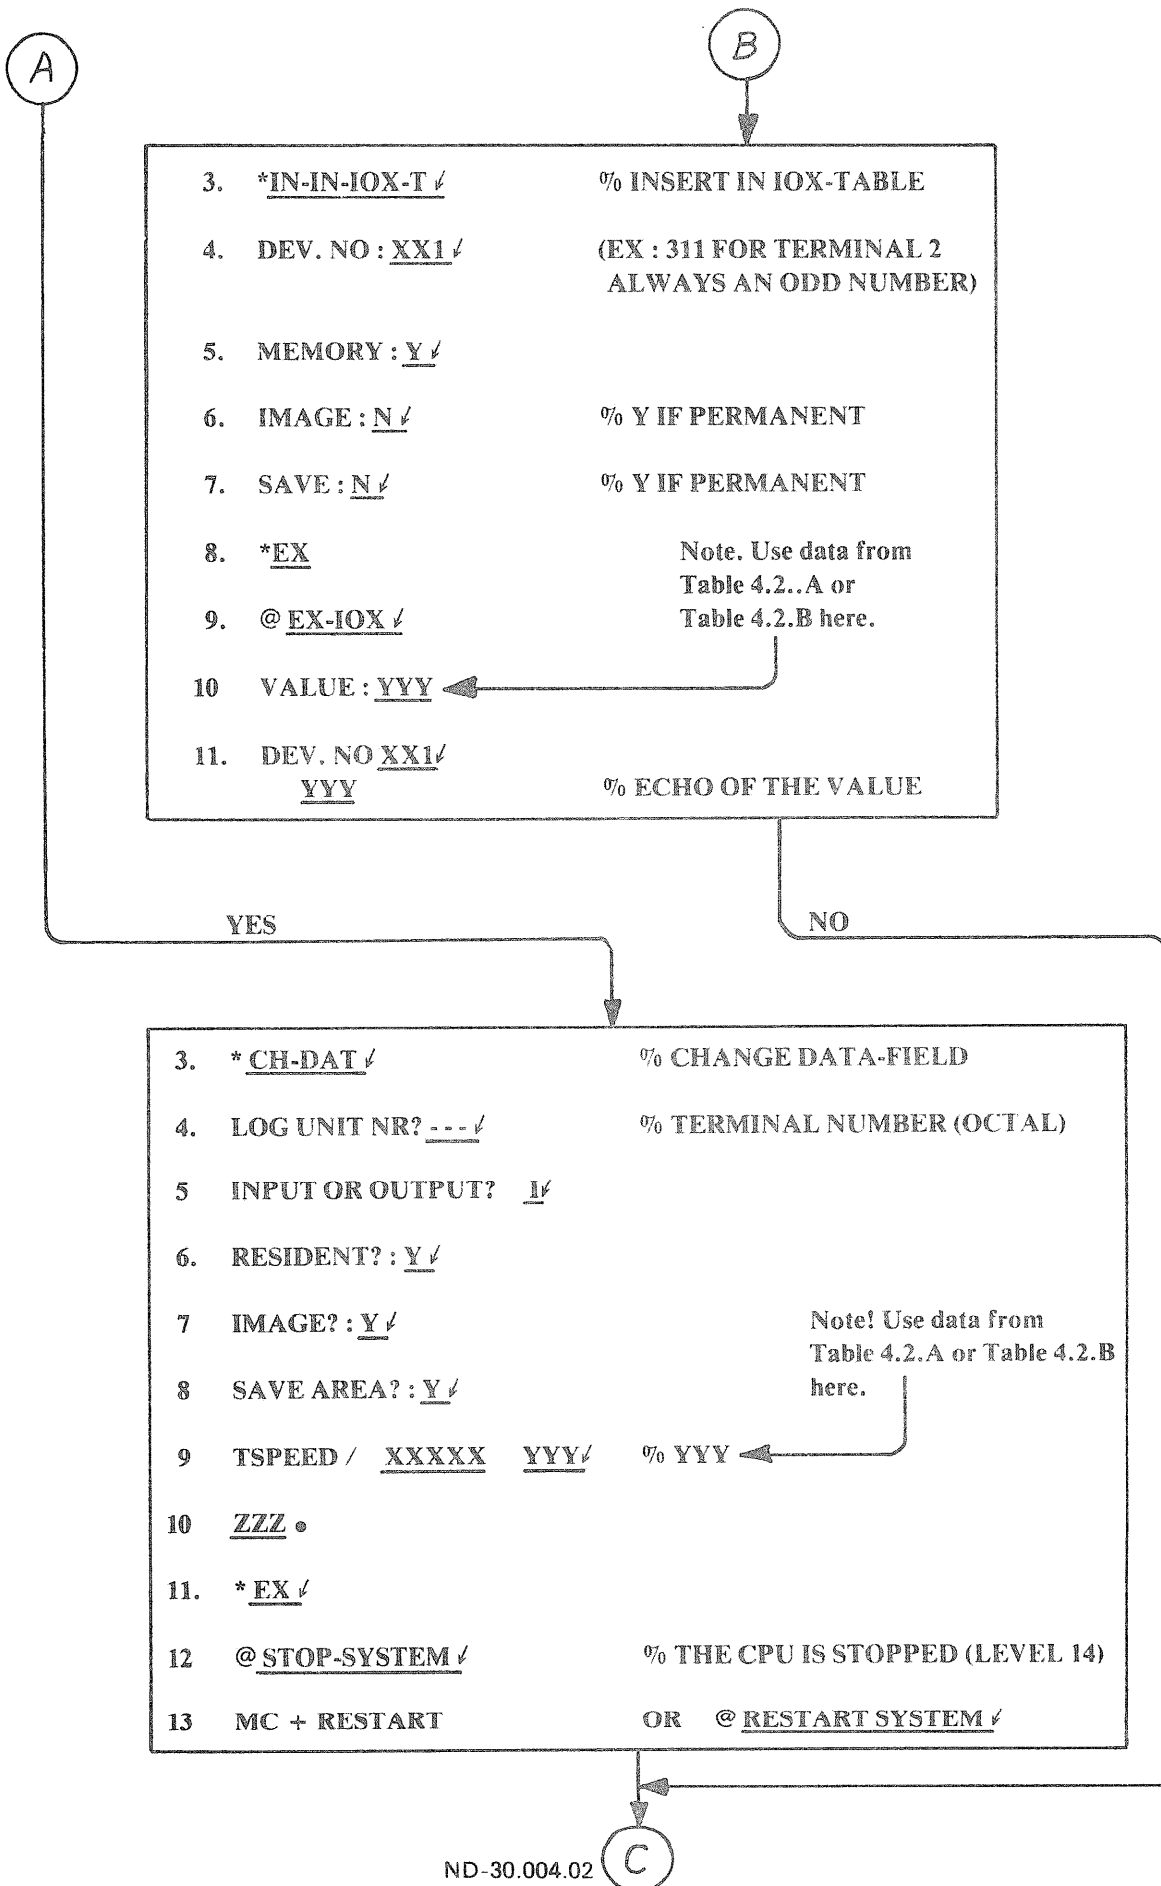 A
B
3. *IN-IN-IOX-T ↙ % INSERT IN IOX-TABLE
4. DEV. NO : XX1 ↙ (EX : 311 FOR TERMINAL 2
ALWAYS AN ODD NUMBER)
5. MEMORY : Y ↙
6. IMAGE : N ↙ % Y IF PERMANENT
7. SAVE : N ↙ % Y IF PERMANENT
8. *EX
Note. Use data from
Table 4.2..A or
Table 4.2.B here.
9. @ EX-IOX ↙
10 VALUE : YYY
11. DEV. NO XX1 ↙
YYY % ECHO OF THE VALUE
YES
NO
3. * CH-DAT ↙ % CHANGE DATA-FIELD
4. LOG UNIT NR? - - - ↙ % TERMINAL NUMBER (OCTAL)
5 INPUT OR OUTPUT? I ↙
6. RESIDENT? : Y ↙
7 IMAGE? : Y ↙
Note! Use data from
Table 4.2.A or Table 4.2.B
here.
8 SAVE AREA? : Y ↙
9 TSPEED / XXXXX YYY ↙ % YYY
10 ZZZ •
11. * EX ↙
12 @ STOP-SYSTEM ↙ % THE CPU IS STOPPED (LEVEL 14)
13 MC + RESTART OR @ RESTART SYSTEM ↙
C
ND-30.004.02